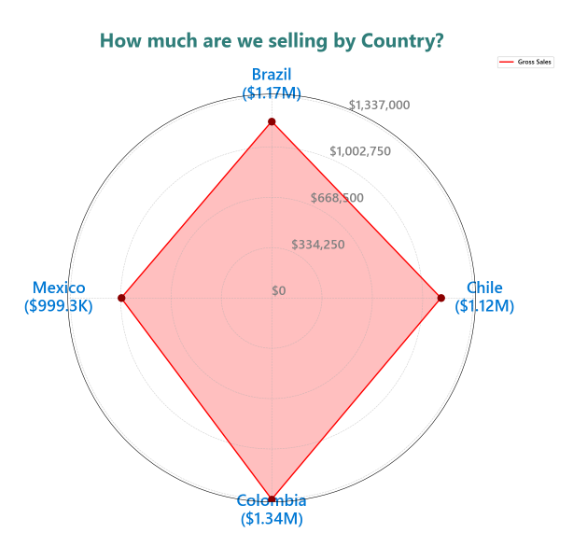 How much are we selling by Country?
Gross Sales
Brazil
($1.17M)
$1,337,000
$1,002,750
$668,500
$334,250
$0
Mexico
($999.3K)
Chile
($1.12M)
Colombia
($1.34M)